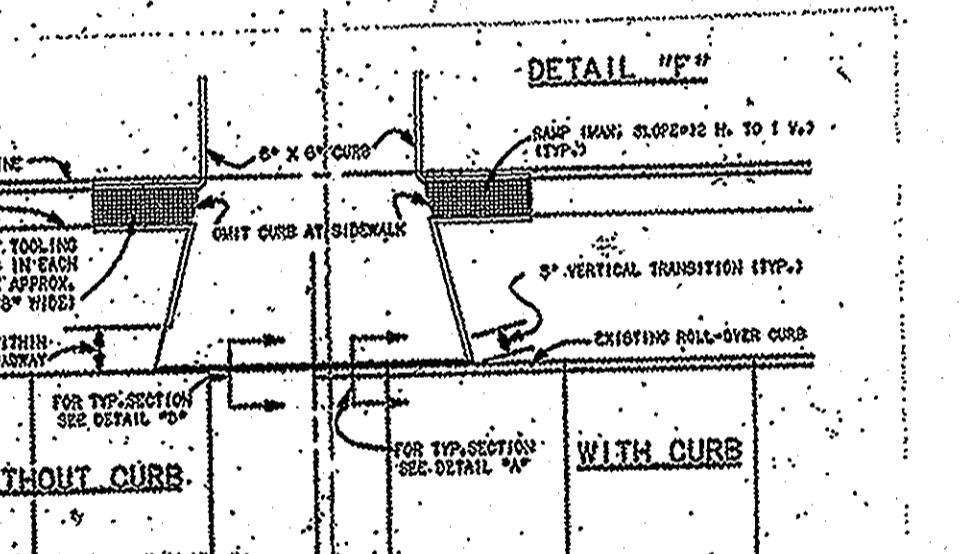 DETAIL "F"
RAMP (MAX. SLOPE=12 H. TO 1 V.)
(TYP.)
6" X 6" CURB
OMIT CURB AT SIDEWALK
TOOLING
IN EACH
APPROX.
WIDE)
5" VERTICAL TRANSITION (TYP.)
EXISTING ROLL-OVER CURB
FOR TYP. SECTION
SEE DETAIL "D"
FOR TYP. SECTION
SEE DETAIL "A"
THOUT CURB
WITH CURB